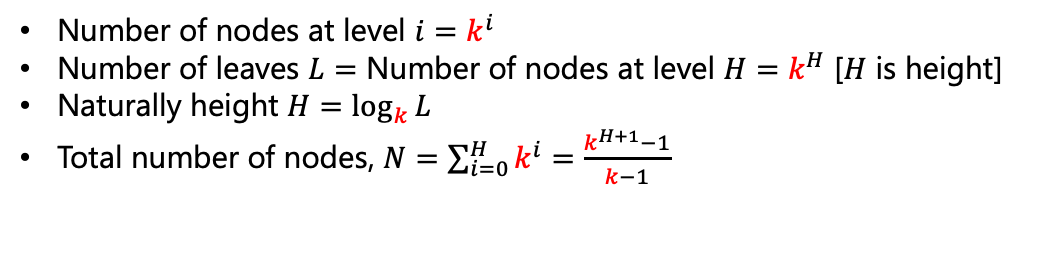 • Number of nodes at level 𝑖 = 𝑘^𝑖
• Number of leaves 𝐿 = Number of nodes at level 𝐻 = 𝑘^𝐻 [𝐻 is height]
• Naturally height 𝐻 = log_𝑘 𝐿
• Total number of nodes, 𝑁 = ∑_{𝑖=0}^{𝐻} 𝑘^𝑖 = (𝑘^{𝐻+1}−1)/(𝑘−1)